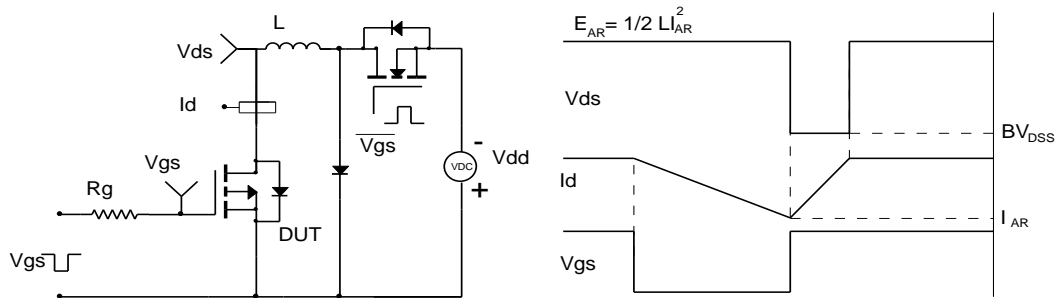 L
Vds
Id
Vgs
Rg
DUT
Vgs
Vgs
VDC
-
+
Vdd
E_AR = 1/2 LI_AR^2
Vds
BV_DSS
Id
I_AR
Vgs